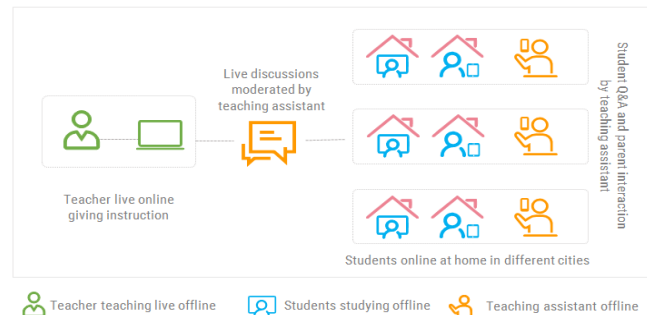 Live discussions
moderated by
teaching assistant
Teacher live online
giving instruction
Students online at home in different cities
Student Q&A and parent interaction
by teaching assistant
Teacher teaching live offline
Students studying offline
Teaching assistant offline